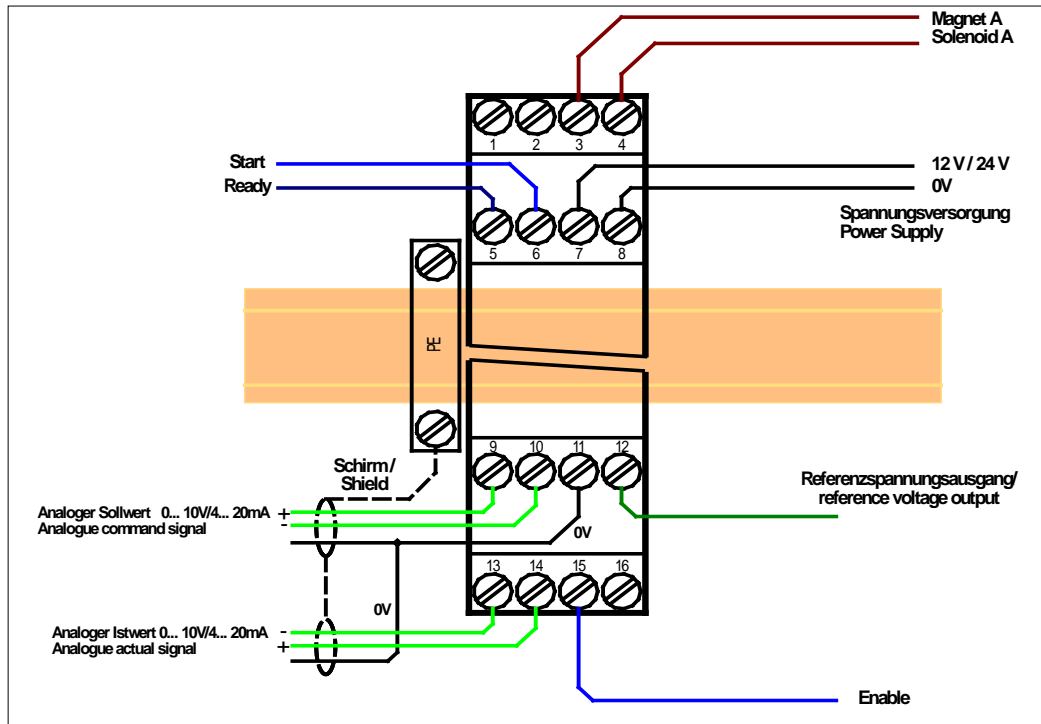 Magnet A
Solenoid A
1 2 3 4
Start
Ready
12 V / 24 V
0V
Spannungsversorgung
Power Supply
5 6 7 8
PE
9 10 11 12
Schirm/
Shield
Referenzspannungsausgang/
reference voltage output
Analoger Sollwert 0... 10V/4... 20mA +
Analogue command signal -
0V
13 14 15 16
0V
Analoger Istwert 0... 10V/4... 20mA -
Analogue actual signal +
Enable